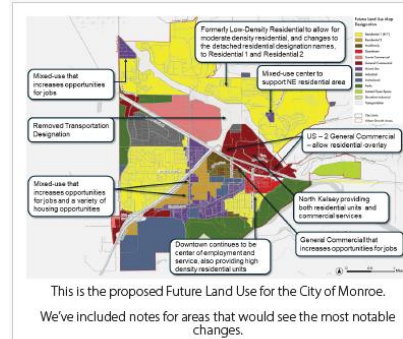 Future Land Use Map
Designation
Formerly Low-Density Residential to allow for
moderate density residential, and changes to
the detached residential designation names,
to Residential 1 and Residential 2
Mixed-use that
increases opportunities
for jobs
Mixed-use center to
support NE residential area
Removed Transportation
Designation
US – 2 General Commercial
– allow residential overlay
Mixed-use that
increases opportunities
for jobs and a variety of
housing opportunities
North Kelsey providing
both residential units and
commercial services
Downtown continues to be
center of employment and
service, also providing high
density residential units
General Commercial that
increases opportunities for jobs
This is the proposed Future Land Use for the City of Monroe.
We've included notes for areas that would see the most notable
changes.